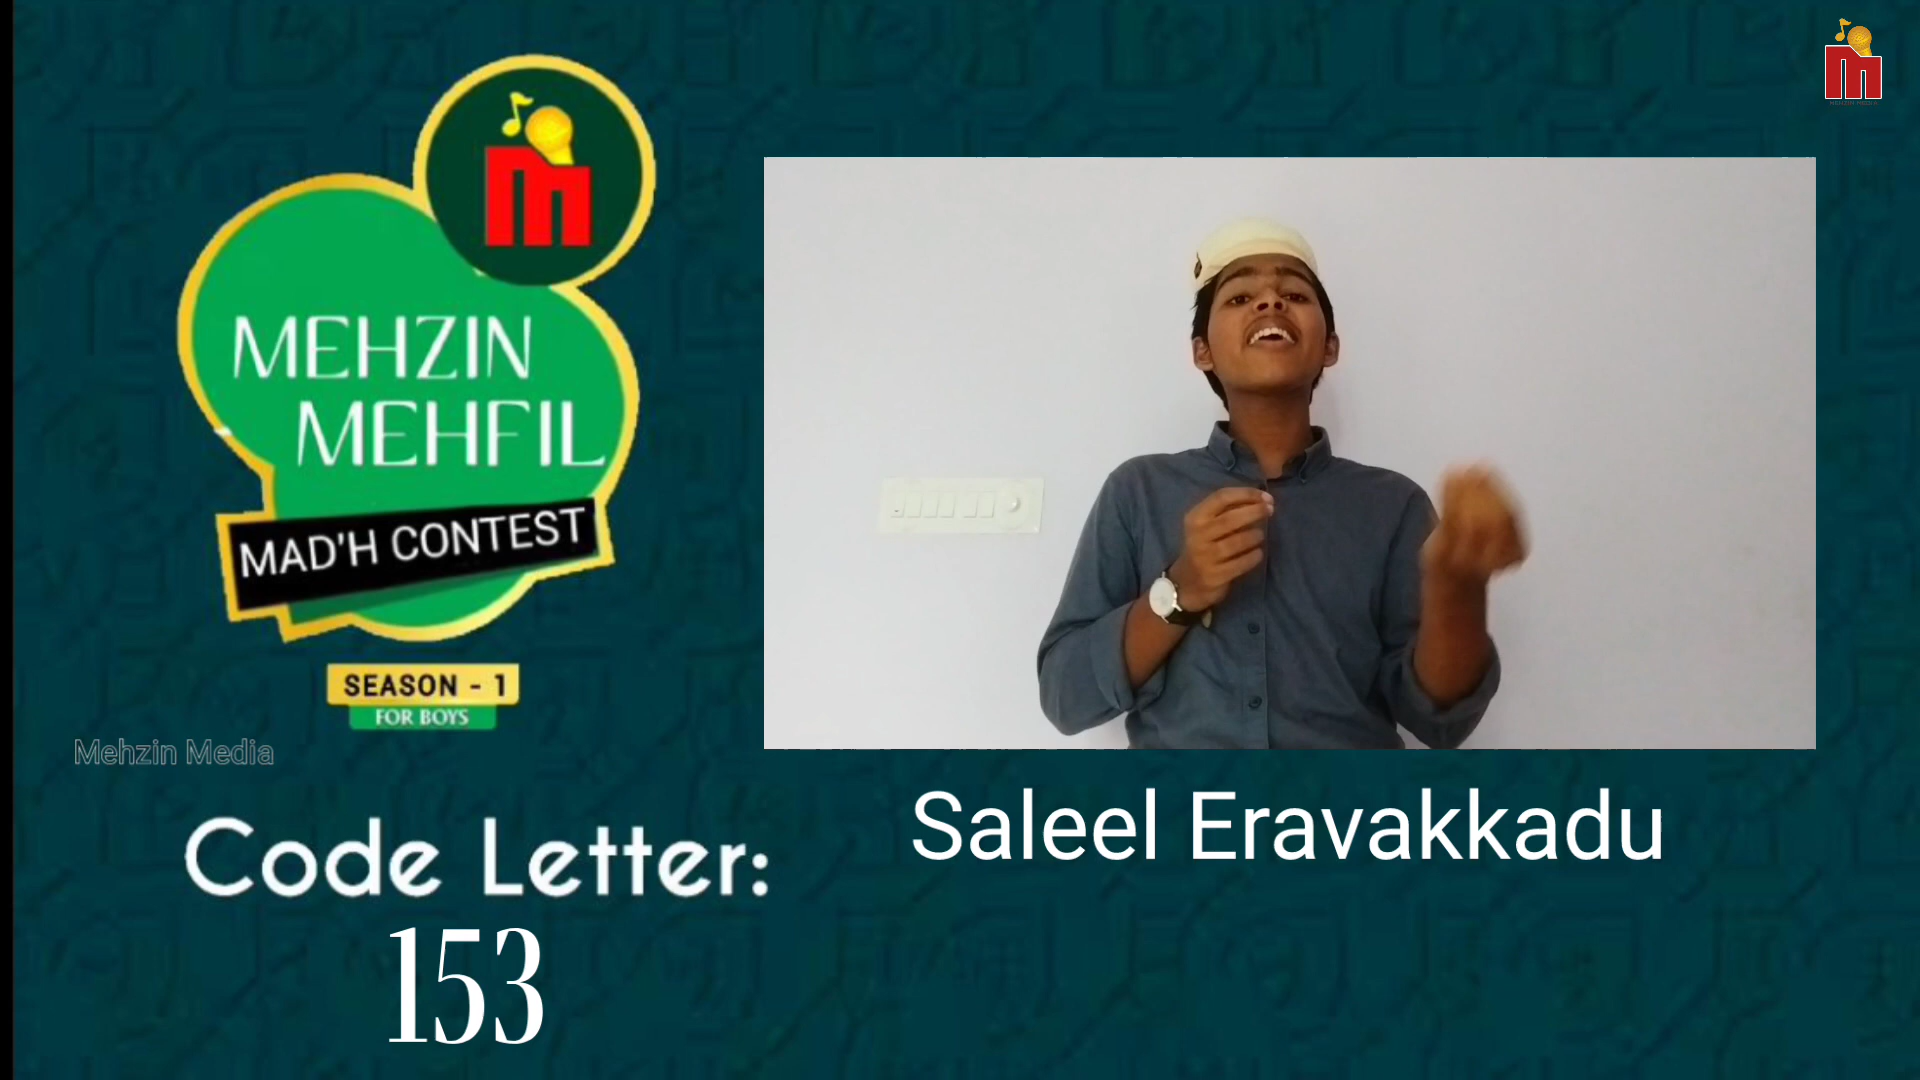 MEHZIN
MEHFIL
MAD'H CONTEST
SEASON - 1
FOR BOYS
Mehzin Media
Code Letter:
153
Saleel Eravakkadu